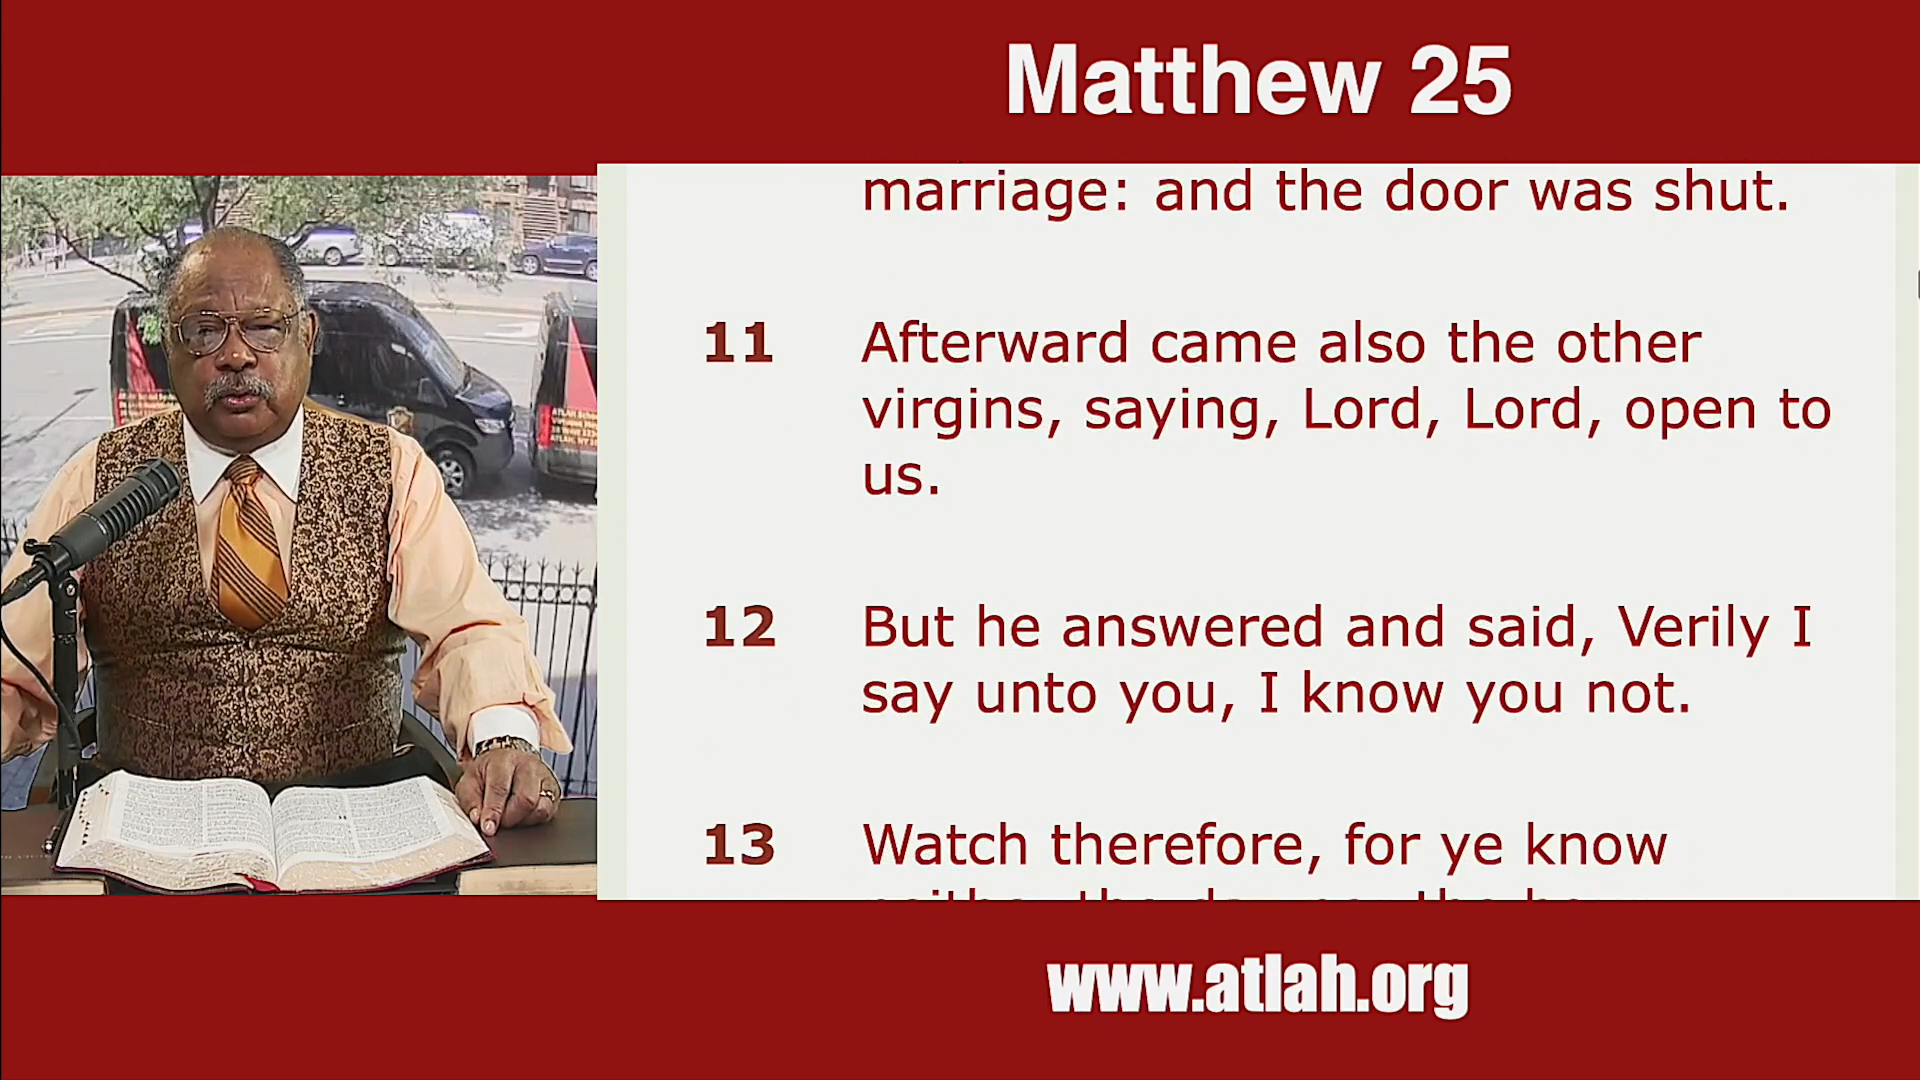 Matthew 25
marriage: and the door was shut.
11 Afterward came also the other
virgins, saying, Lord, Lord, open to
us.
12 But he answered and said, Verily I
say unto you, I know you not.
13 Watch therefore, for ye know
www.atlah.org